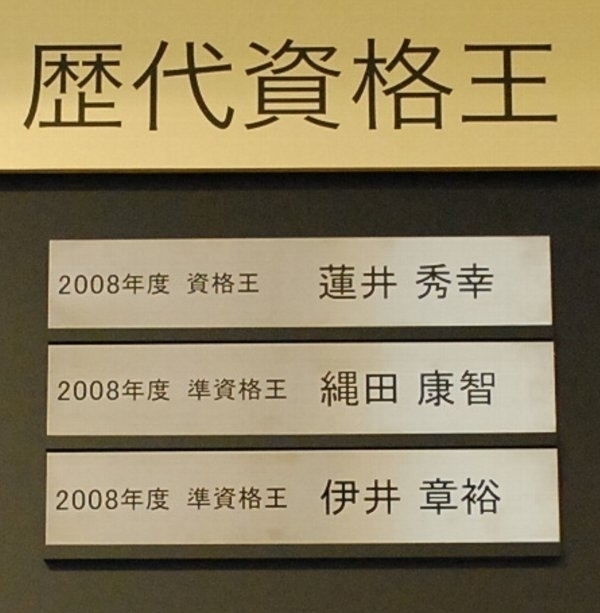 歴代資格王
2008年度 資格王 蓮井 秀幸
2008年度 準資格王 縄田 康智
2008年度 準資格王 伊井 章裕